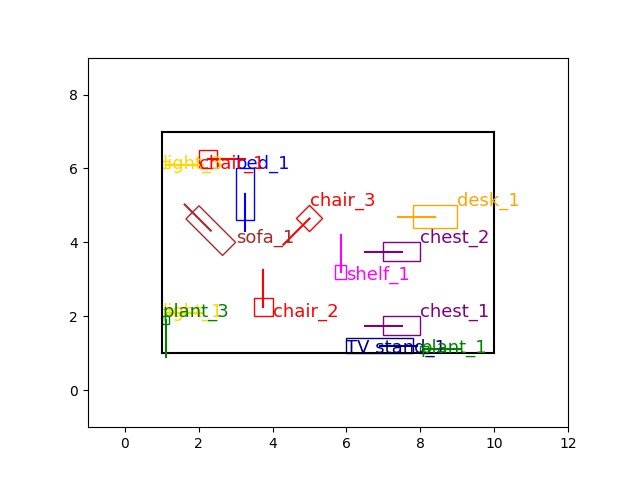 8
light_3
chair_1
bed_1
6
chair_3
desk_1
sofa_1
chest_2
4
shelf_1
light_1
plant_3
chair_2
chest_1
2
TV stand_1
plant_1
0
0 2 4 6 8 10 12